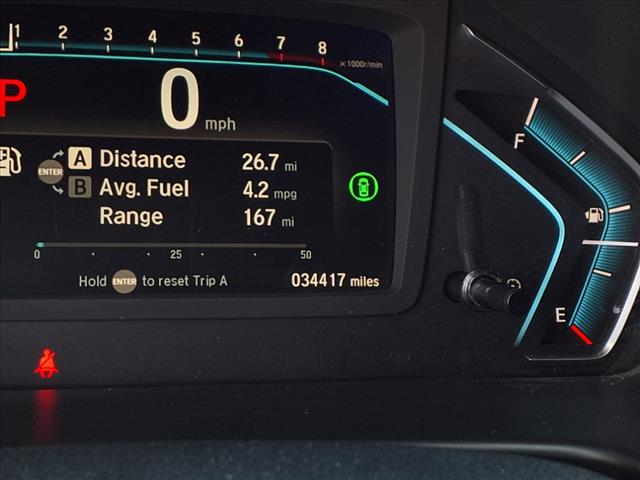 1 2 3 4 5 6 7 8
×1000r/min
P 0 mph
F
ENTER A Distance 26.7 mi
B Avg. Fuel 4.2 mpg
Range 167 mi
0 25 50
Hold ENTER to reset Trip A 034417 miles
E